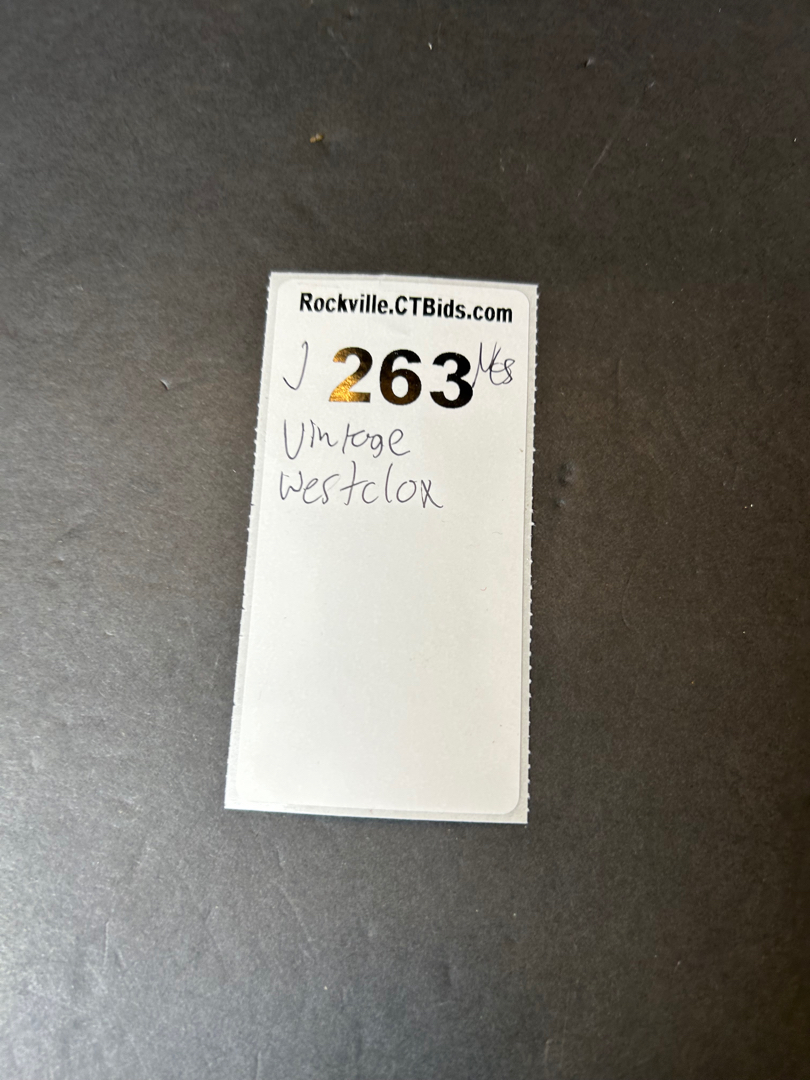 Rockville.CTBids.com
J 263
Vintage
Westclox